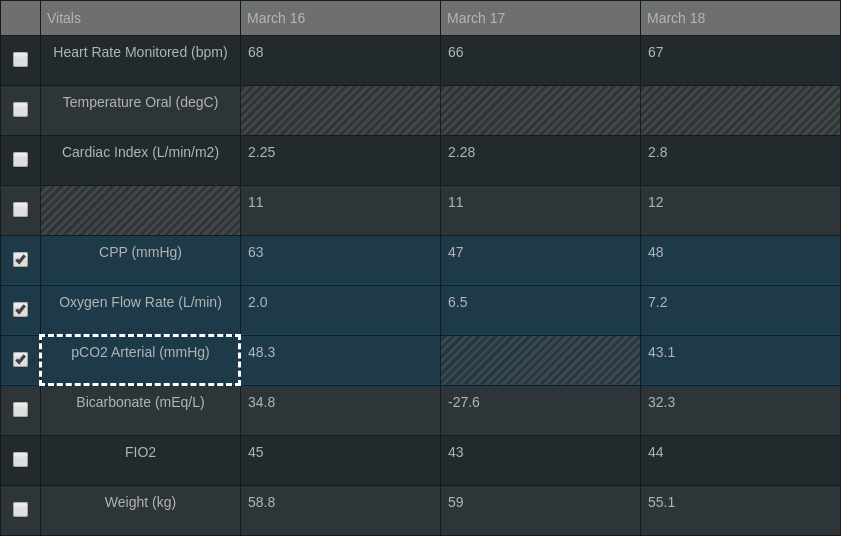 Vitals March 16 March 17 March 18
Heart Rate Monitored (bpm) 68 66 67
Temperature Oral (degC)
Cardiac Index (L/min/m2) 2.25 2.28 2.8
11 11 12
CPP (mmHg) 63 47 48
Oxygen Flow Rate (L/min) 2.0 6.5 7.2
pCO2 Arterial (mmHg) 48.3 43.1
Bicarbonate (mEq/L) 34.8 -27.6 32.3
FIO2 45 43 44
Weight (kg) 58.8 59 55.1